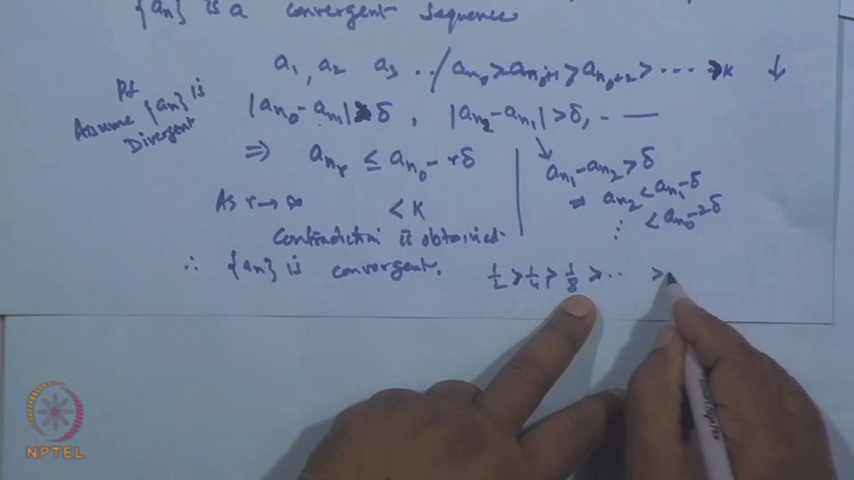 {an} is a convergent sequence
a1, a2 a3 ../ an0 > an0+1 > an0+2 > ---- > K ↓
Pf
Assume {an} is
Divergent
|an0 - an1| > δ, |an2 - an1| > δ, - —
⇒ anr ≤ an0 - rδ
an1 - an2 > δ
⇒ an2 < an1 - δ
< an0 - 2δ
As r → ∞ < K
Contradiction is obtained.
∴ {an} is convergent.
1/2 > 1/4 > 1/8 > .. >
NPTEL